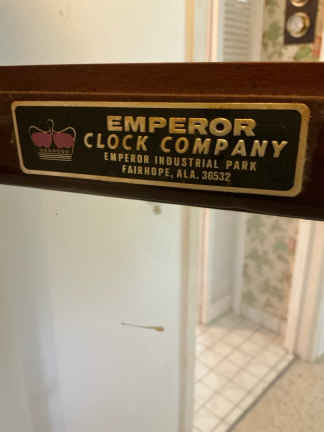 EMPEROR
CLOCK COMPANY
EMPEROR INDUSTRIAL PARK
FAIRHOPE, ALA. 36532